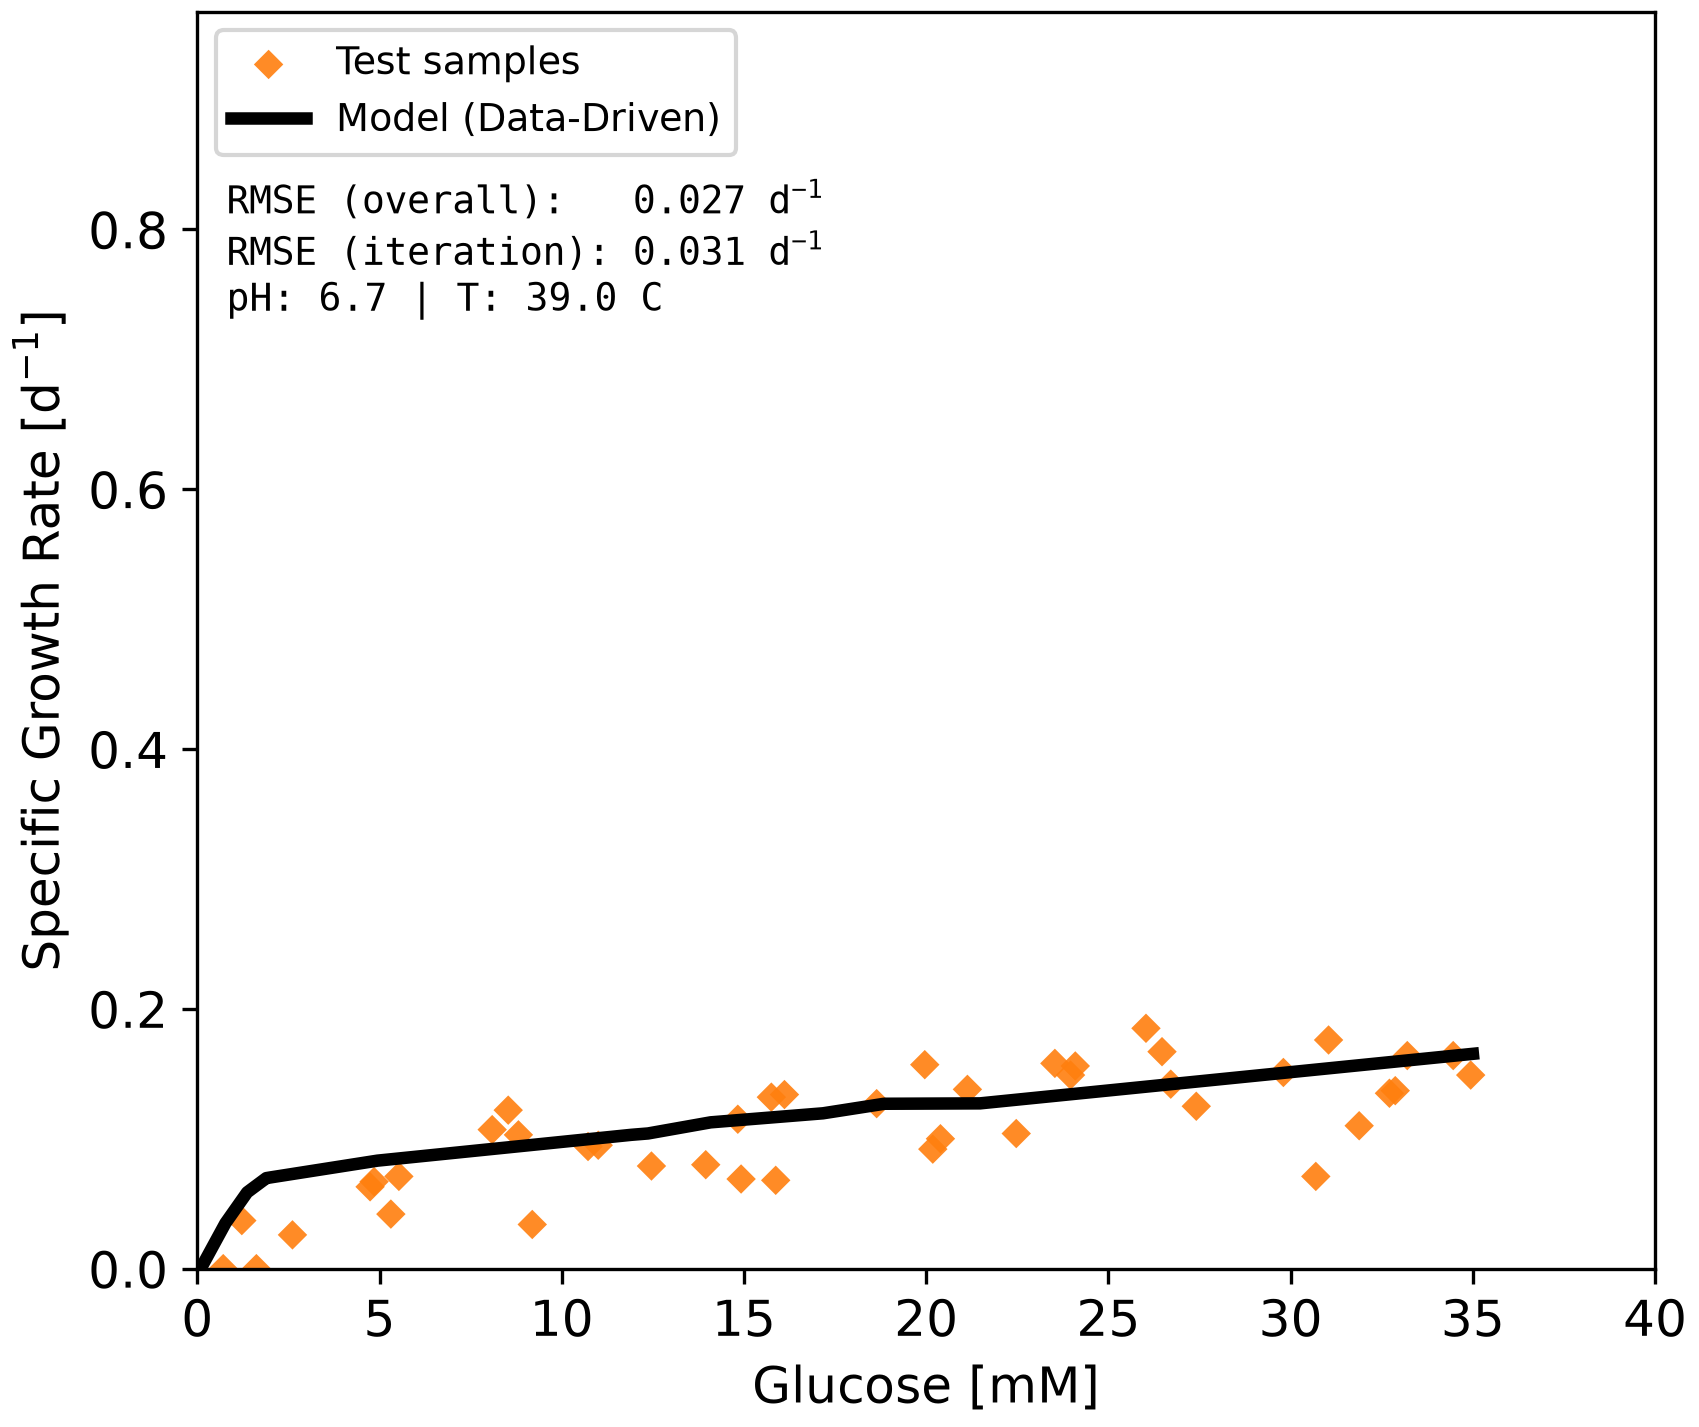 Test samples
Model (Data-Driven)
RMSE (overall):   0.027 d⁻¹
RMSE (iteration): 0.031 d⁻¹
pH: 6.7 | T: 39.0 C
Specific Growth Rate [d⁻¹]
0.8
0.6
0.4
0.2
0.0
0 5 10 15 20 25 30 35 40
Glucose [mM]